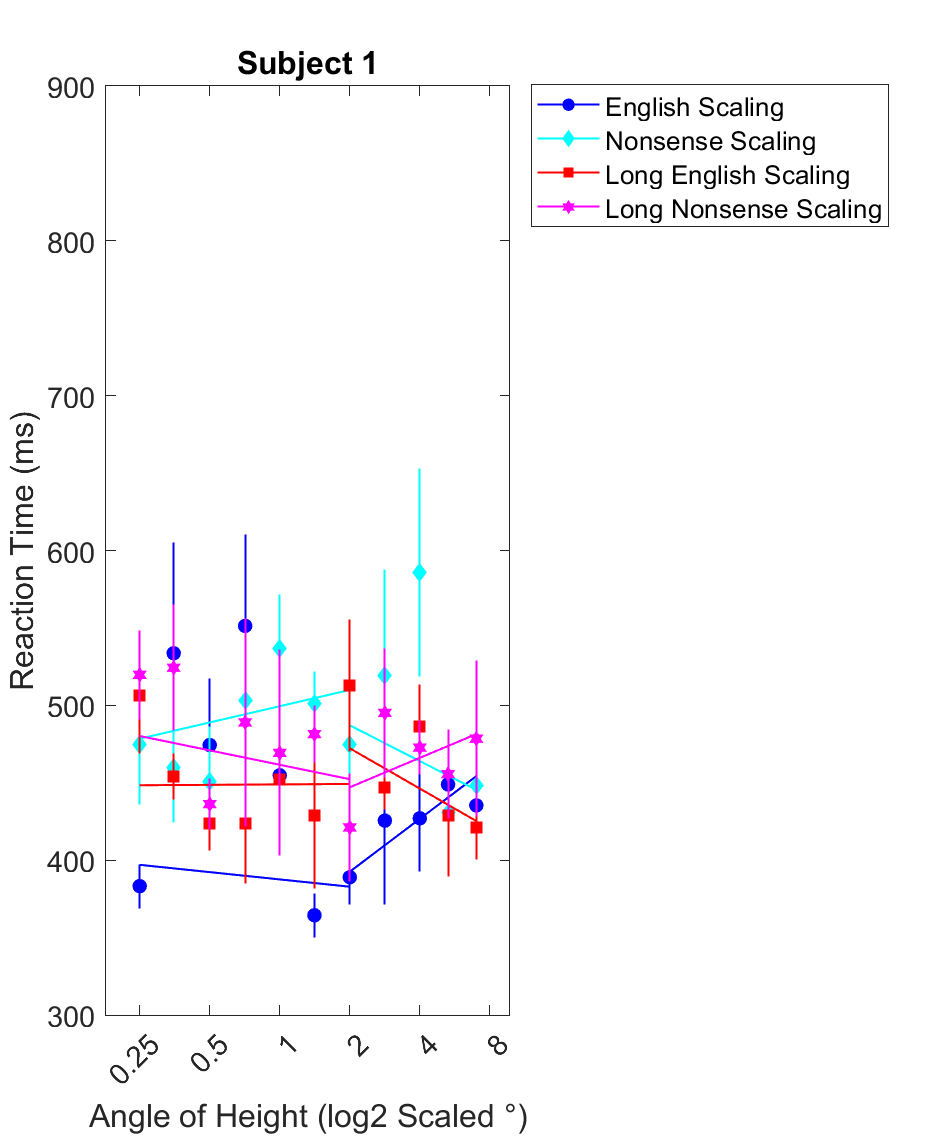 Subject 1
900
800
700
600
500
400
300
Reaction Time (ms)
0.25
0.5
1
2
4
8
Angle of Height (log2 Scaled °)
English Scaling
Nonsense Scaling
Long English Scaling
Long Nonsense Scaling